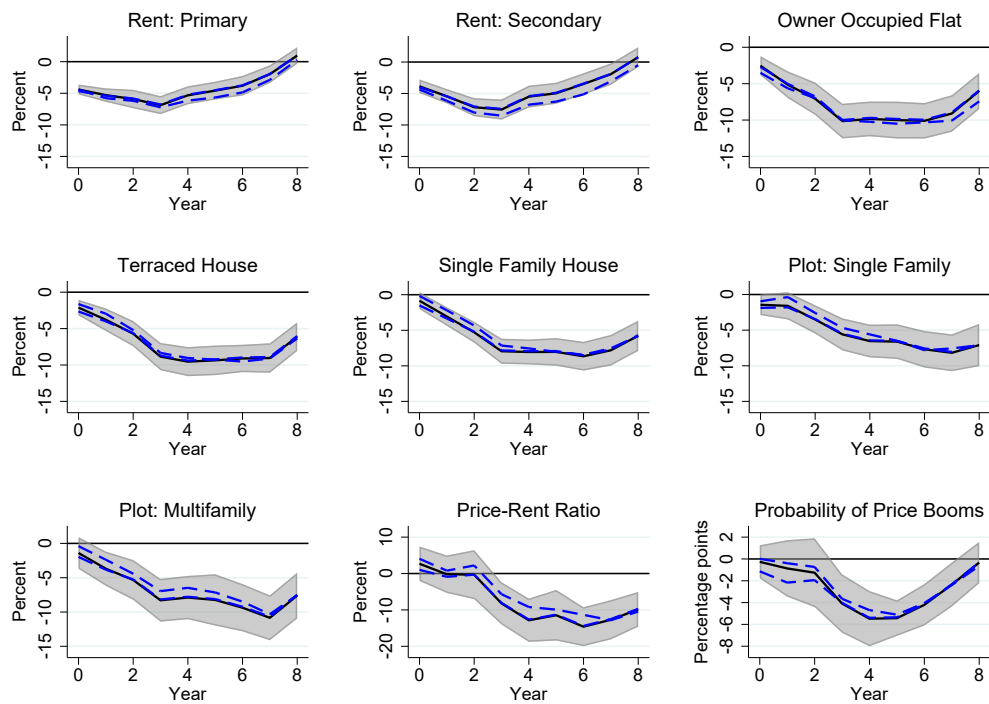 Rent: Primary
Percent
0
-5
-10
-15
0 2 4 6 8
Year
Rent: Secondary
Percent
0
-5
-10
-15
0 2 4 6 8
Year
Owner Occupied Flat
Percent
0
-5
-10
-15
0 2 4 6 8
Year
Terraced House
Percent
0
-5
-10
-15
0 2 4 6 8
Year
Single Family House
Percent
0
-5
-10
-15
0 2 4 6 8
Year
Plot: Single Family
Percent
0
-5
-10
-15
0 2 4 6 8
Year
Plot: Multifamily
Percent
0
-5
-10
-15
0 2 4 6 8
Year
Price-Rent Ratio
Percent
10
0
-10
-20
0 2 4 6 8
Year
Probability of Price Booms
Percentage points
2
0
-2
-4
-6
-8
0 2 4 6 8
Year